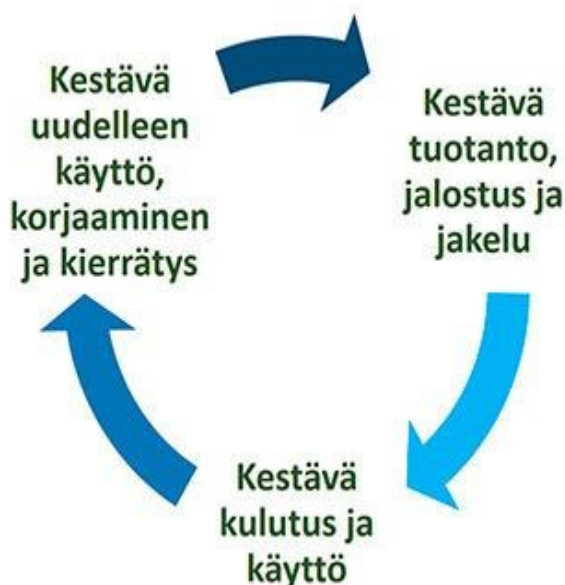 Kestävä
uudelleen
käyttö,
korjaaminen
ja kierrätys
Kestävä
tuotanto,
jalostus ja
jakelu
Kestävä
kulutus ja
käyttö